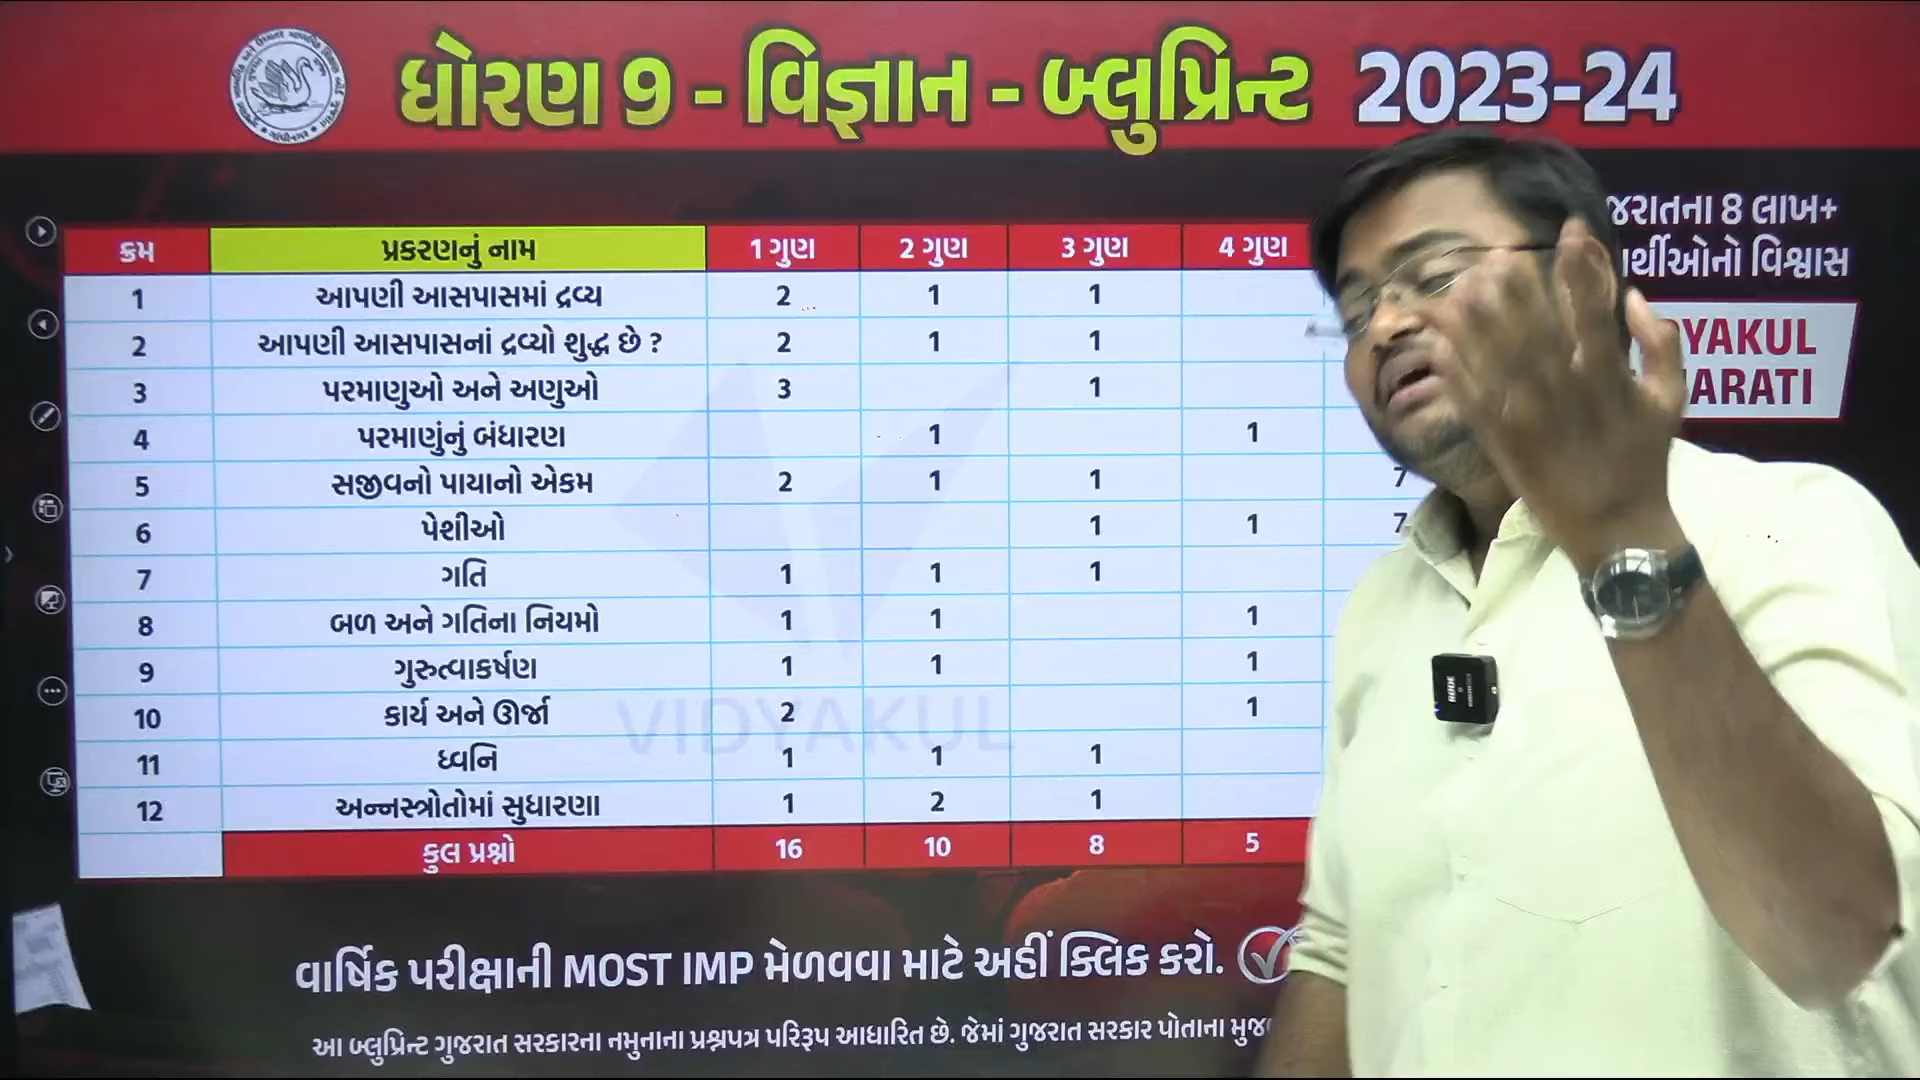 ધોરણ 9 - વિજ્ઞાન - બ્લુપ્રિન્ટ 2023-24
8 લાખ+
વિશ્વાસ
ક્રમ પ્રકરણનું નામ 1 ગુણ 2 ગુણ 3 ગુણ 4 ગુણ
1 આપણી આસપાસમાં દ્રવ્ય 2 1 1
2 આપણી આસપાસનાં દ્રવ્યો શુદ્ધ છે ? 2 1 1
3 પરમાણુઓ અને અણુઓ 3 1
4 પરમાણુંનું બંધારણ 1 1
5 સજીવનો પાયાનો એકમ 2 1 1 7
6 પેશીઓ 1 1 7
7 ગતિ 1 1 1
8 બળ અને ગતિના નિયમો 1 1 1
9 ગુરુત્વાકર્ષણ 1 1 1
10 કાર્ય અને ઊર્જા 2 1
11 ધ્વનિ 1 1 1
12 અન્નસ્ત્રોતોમાં સુધારણા 1 2 1
કુલ પ્રશ્નો 16 10 8 5
VIDYAKUL
વાર્ષિક પરીક્ષાની MOST IMP મેળવવા માટે અહીં ક્લિક કરો.
આ બ્લુપ્રિન્ટ ગુજરાત સરકારના નમુનાના પ્રશ્નપત્ર પરિરૂપ આધારિત છે. જેમાં ગુજરાત સરકાર પોતાના
RODE